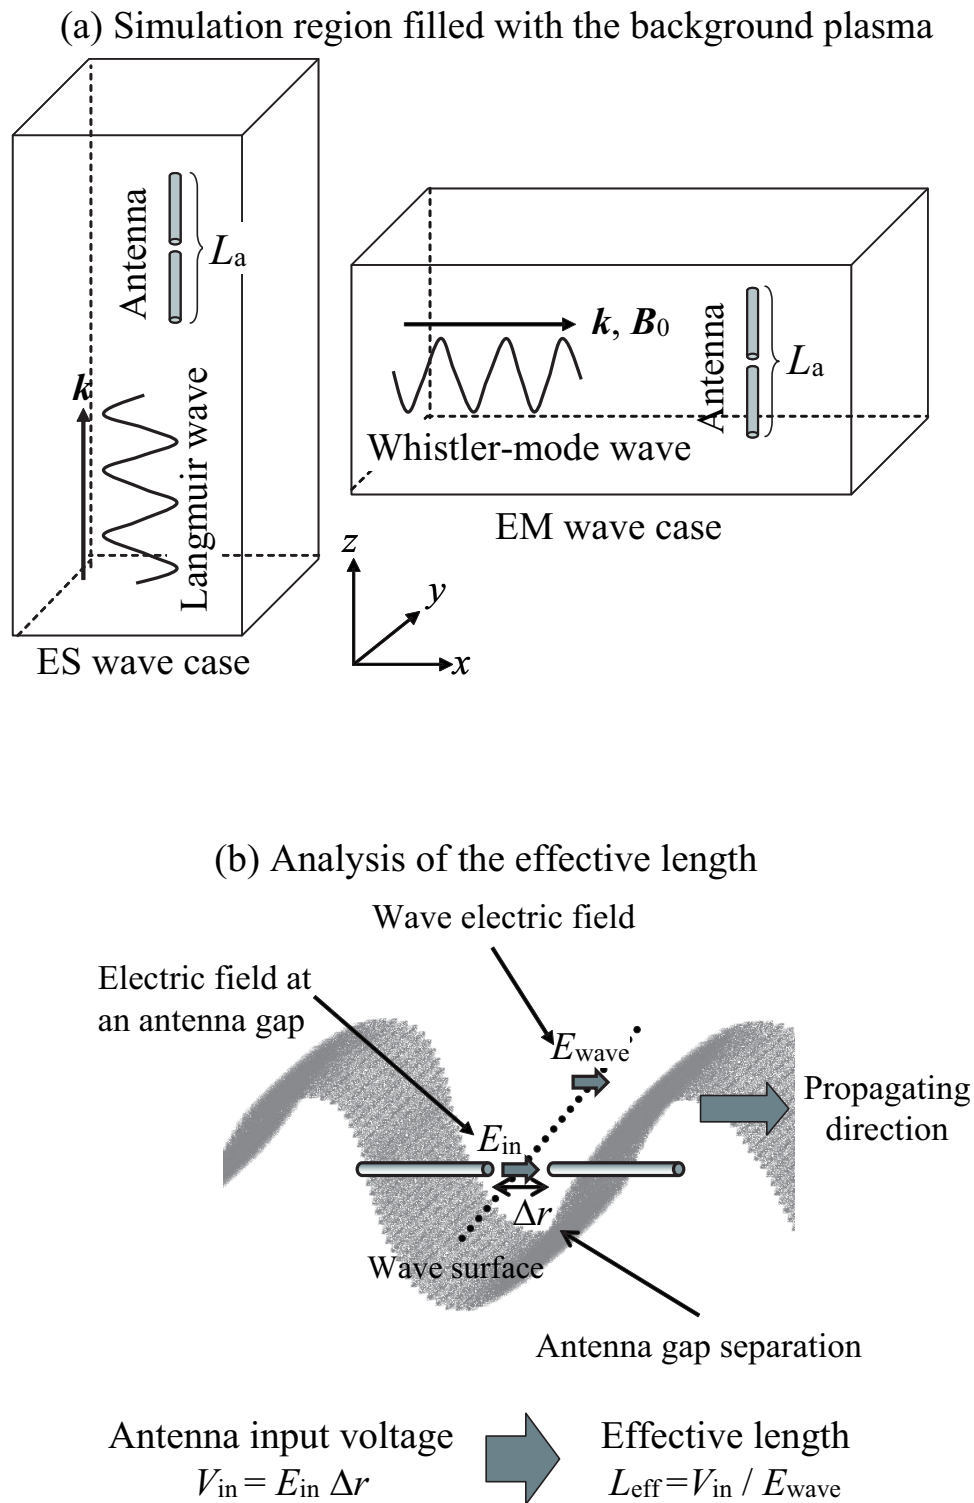 (a) Simulation region filled with the background plasma
Antenna
La
k
Langmuir wave
ES wave case
k, B0
Antenna
La
Whistler-mode wave
EM wave case
z
y
x
(b) Analysis of the effective length
Wave electric field
Electric field at
an antenna gap
Ewave
Propagating
direction
Ein
Δr
Wave surface
Antenna gap separation
Antenna input voltage
Vin = Ein Δr
Effective length
Leff = Vin / Ewave